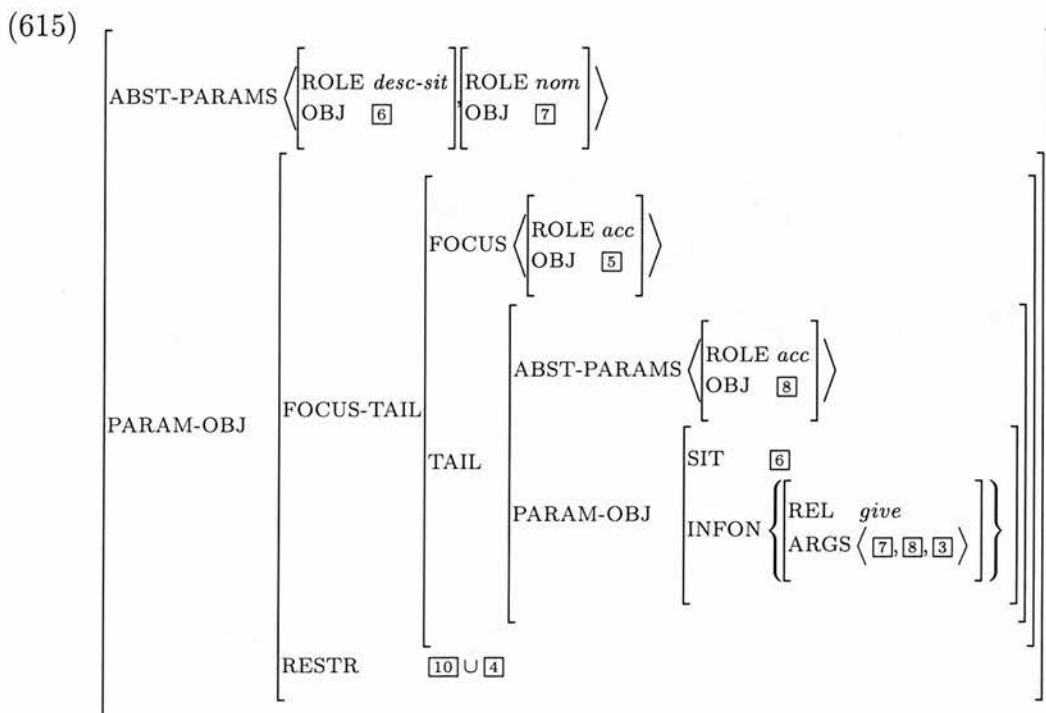 (615)
ABST-PARAMS ⟨ [ROLE desc-sit] , [ROLE nom] ⟩
[OBJ 6] [OBJ 7]
FOCUS ⟨ [ROLE acc] ⟩
[OBJ 5]
ABST-PARAMS ⟨ [ROLE acc] ⟩
[OBJ 8]
PARAM-OBJ FOCUS-TAIL
TAIL
SIT 6
PARAM-OBJ
INFON { [REL give] }
[ARGS ⟨ 7, 8, 3 ⟩]
RESTR 10 ∪ 4